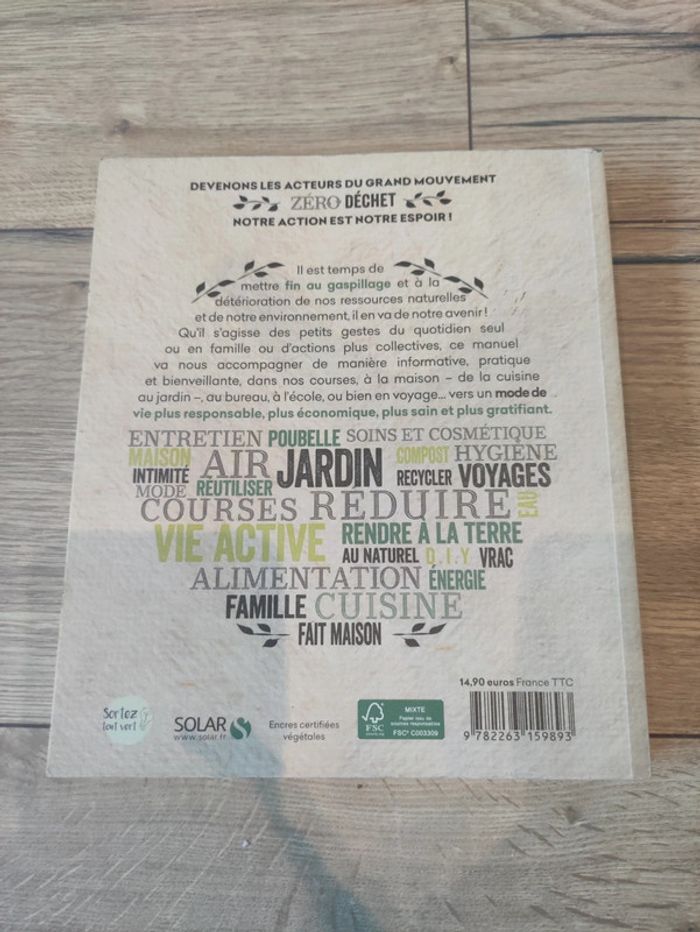 DEVENONS LES ACTEURS DU GRAND MOUVEMENT
ZÉRO DÉCHET
NOTRE ACTION EST NOTRE ESPOIR !
Il est temps de
mettre fin au gaspillage et à la
détérioration de nos ressources naturelles
et de notre environnement, il en va de notre avenir !
Qu'il s'agisse des petits gestes du quotidien seul
ou en famille ou d'actions plus collectives, ce manuel
va nous accompagner de manière informative, pratique
et bienveillante, dans nos courses, à la maison – de la cuisine
au jardin –, au bureau, à l'école, ou bien en voyage... vers un mode de
vie plus responsable, plus économique, plus sain et plus gratifiant.
ENTRETIEN POUBELLE SOINS ET COSMÉTIQUE
MAISON AIR JARDIN COMPOST HYGIÈNE
INTIMITÉ RECYCLER VOYAGES
MODE RÉUTILISER
COURSES REDUIRE EAU
VIE ACTIVE RENDRE À LA TERRE
AU NATUREL D.I.Y VRAC
ALIMENTATION ÉNERGIE
FAMILLE CUISINE
FAIT MAISON
14,90 euros France TTC
Sortez
tout vert
SOLAR
www.solar.fr
Encres certifiées
végétales
FSC
MIXTE
Papier issu de
sources responsables
FSC® C003309
9 782263 159893